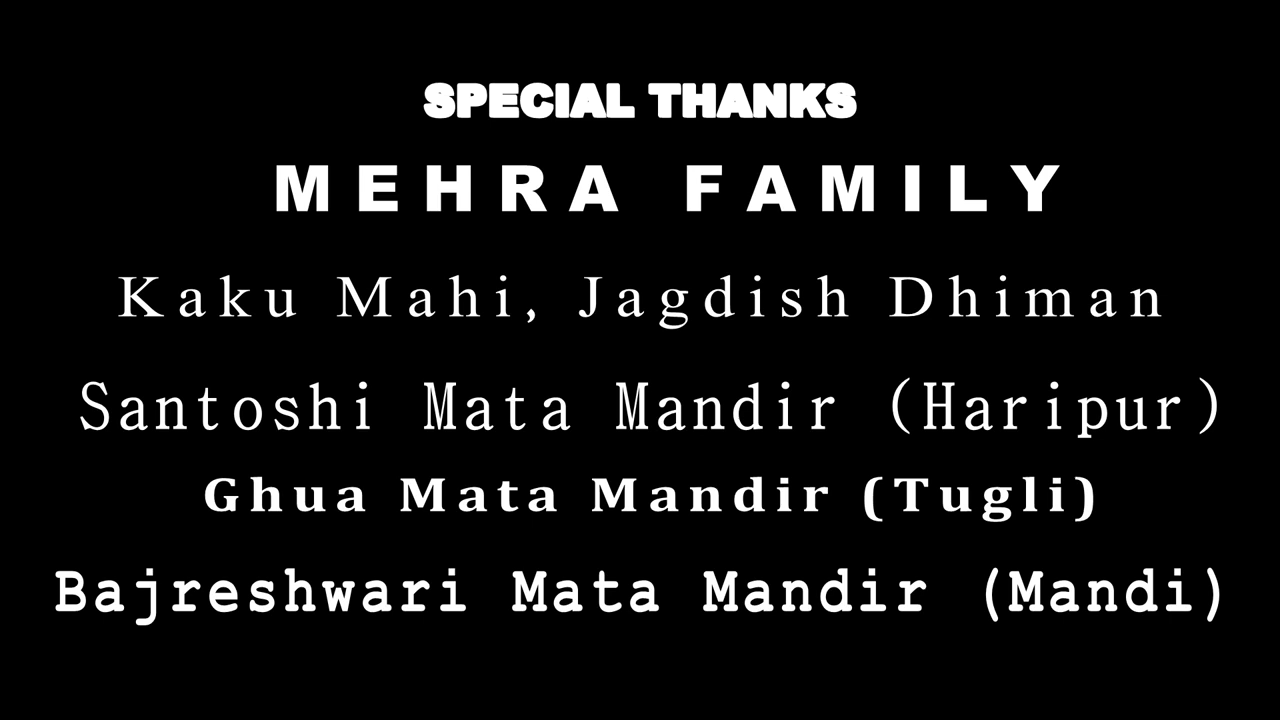 SPECIAL THANKS
MEHRA FAMILY
Kaku Mahi, Jagdish Dhiman
Santoshi Mata Mandir (Haripur)
Ghua Mata Mandir (Tugli)
Bajreshwari Mata Mandir (Mandi)